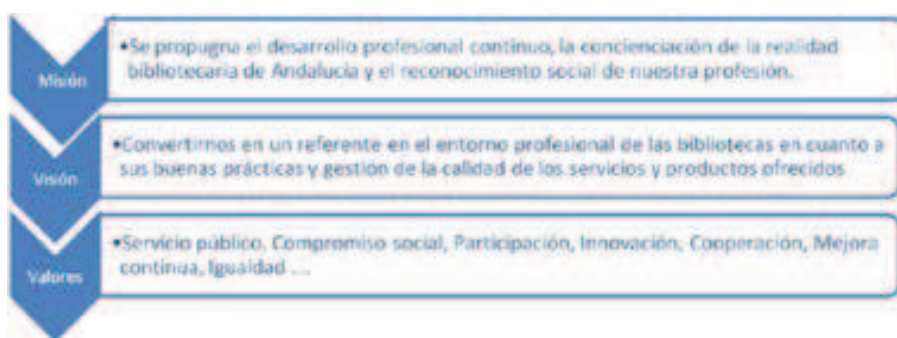 Misión
•Se propugna el desarrollo profesional continuo, la concienciación de la realidad
bibliotecaria de Andalucía y el reconocimiento social de nuestra profesión.
Visión
•Convertirnos en un referente en el entorno profesional de las bibliotecas en cuanto a
sus buenas prácticas y gestión de la calidad de los servicios y productos ofrecidos
Valores
•Servicio público, Compromiso social, Participación, Innovación, Cooperación, Mejora
continua, Igualdad ....